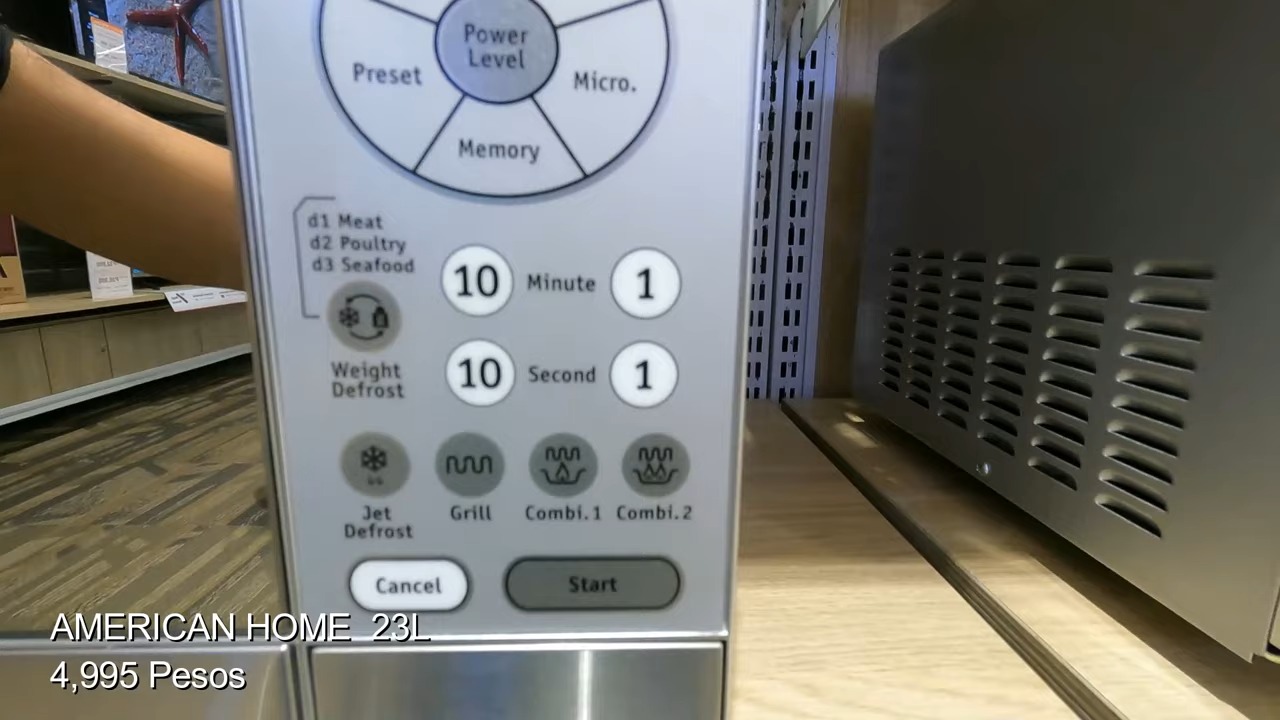 Power
Level
Preset
Micro.
Memory
d1 Meat
d2 Poultry
d3 Seafood
10 Minute 1
Weight
Defrost
10 Second 1
Jet
Defrost
Grill
Combi.1
Combi.2
Cancel
Start
AMERICAN HOME 23L
4,995 Pesos